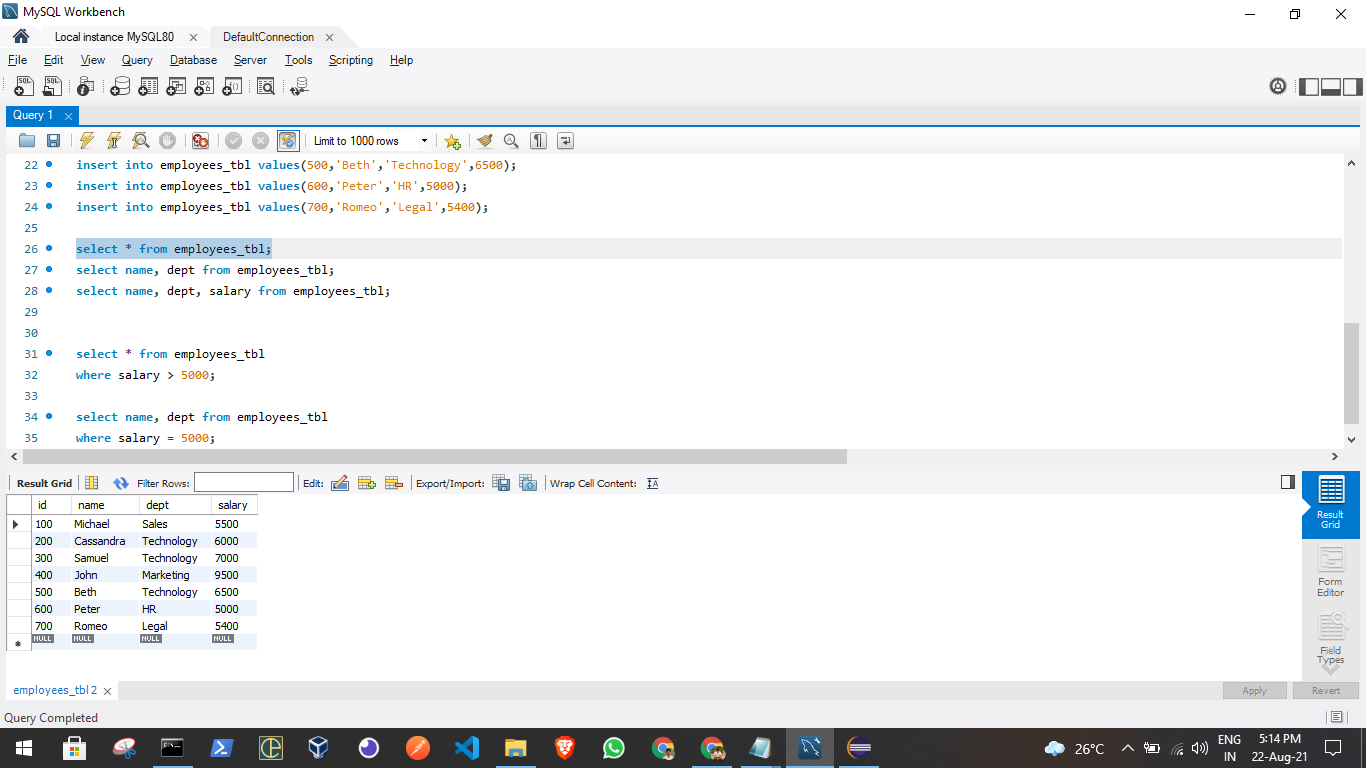 MySQL Workbench
Local instance MySQL80 DefaultConnection
File Edit View Query Database Server Tools Scripting Help
Query 1
Limit to 1000 rows
22 insert into employees_tbl values(500,'Beth','Technology',6500);
23 insert into employees_tbl values(600,'Peter','HR',5000);
24 insert into employees_tbl values(700,'Romeo','Legal',5400);
25
26 select * from employees_tbl;
27 select name, dept from employees_tbl;
28 select name, dept, salary from employees_tbl;
29
30
31 select * from employees_tbl
32 where salary > 5000;
33
34 select name, dept from employees_tbl
35 where salary = 5000;
Result Grid Filter Rows: Edit: Export/Import: Wrap Cell Content: IA
id name dept salary
100 Michael Sales 5500
200 Cassandra Technology 6000
300 Samuel Technology 7000
400 John Marketing 9500
500 Beth Technology 6500
600 Peter HR 5000
700 Romeo Legal 5400
NULL NULL NULL NULL
Result
Grid
Form
Editor
Field
Types
employees_tbl 2
Apply Revert
Query Completed
26°C
ENG
IN
5:14 PM
22-Aug-21